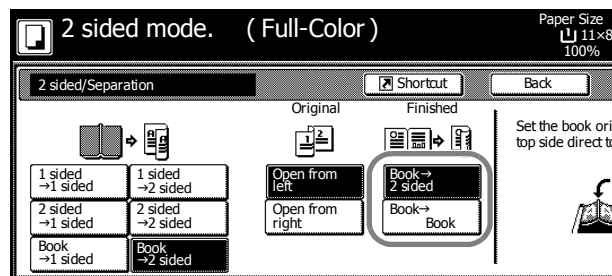 2 sided mode. ( Full-Color )
Paper Size
1 11×8
100%
2 sided/Separation
Shortcut
Back
Original
Finished
Set the book ori
top side direct to
1 sided
→1 sided
1 sided
→2 sided
2 sided
→1 sided
2 sided
→2 sided
Book
→1 sided
Book
→2 sided
Open from
left
Open from
right
Book→
2 sided
Book→
Book